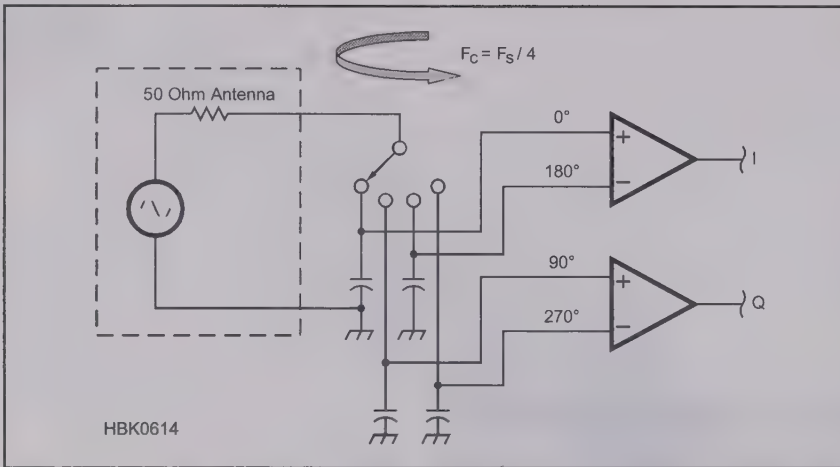 F_C = F_S / 4
50 Ohm Antenna
0°
+
I
180°
−
90°
+
Q
270°
−
HBK0614